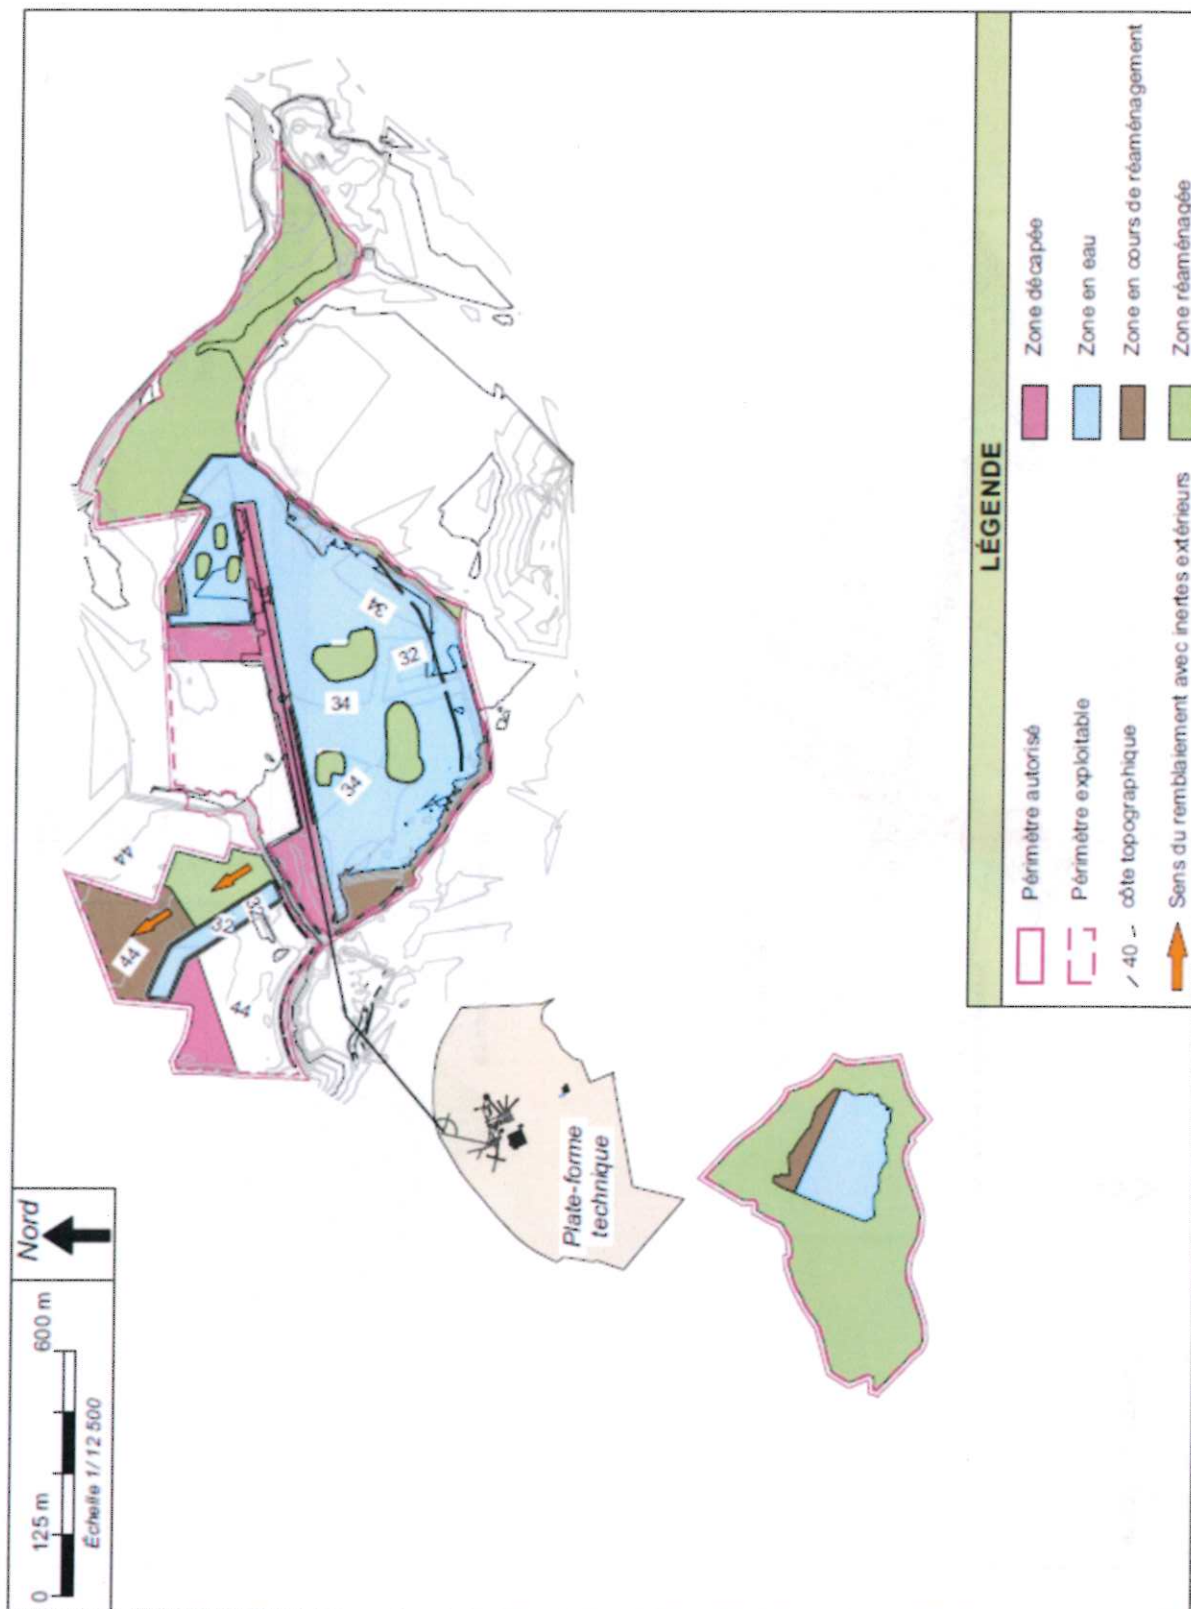 0 125 m 600 m
Échelle 1/ 12 500
Nord
44
44
44
32
32
34
34
34
32
Plate-forme
technique
LÉGENDE
Périmètre autorisé
Périmètre exploitable
40 côte topographique
Sens du remblaiement avec inertes extérieurs
Zone décapée
Zone en eau
Zone en cours de réaménagement
Zone réaménagée